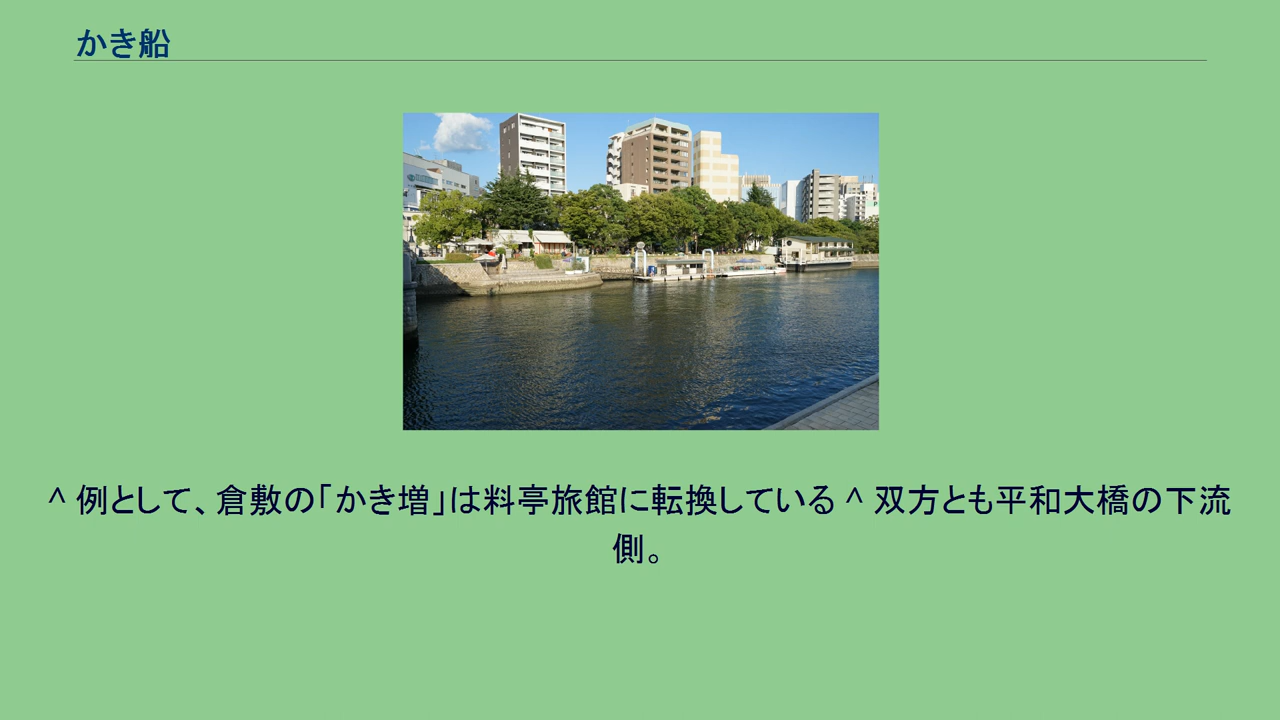 かき船
^ 例として、倉敷の「かき増」は料亭旅館に転換している ^ 双方とも平和大橋の下流
側。